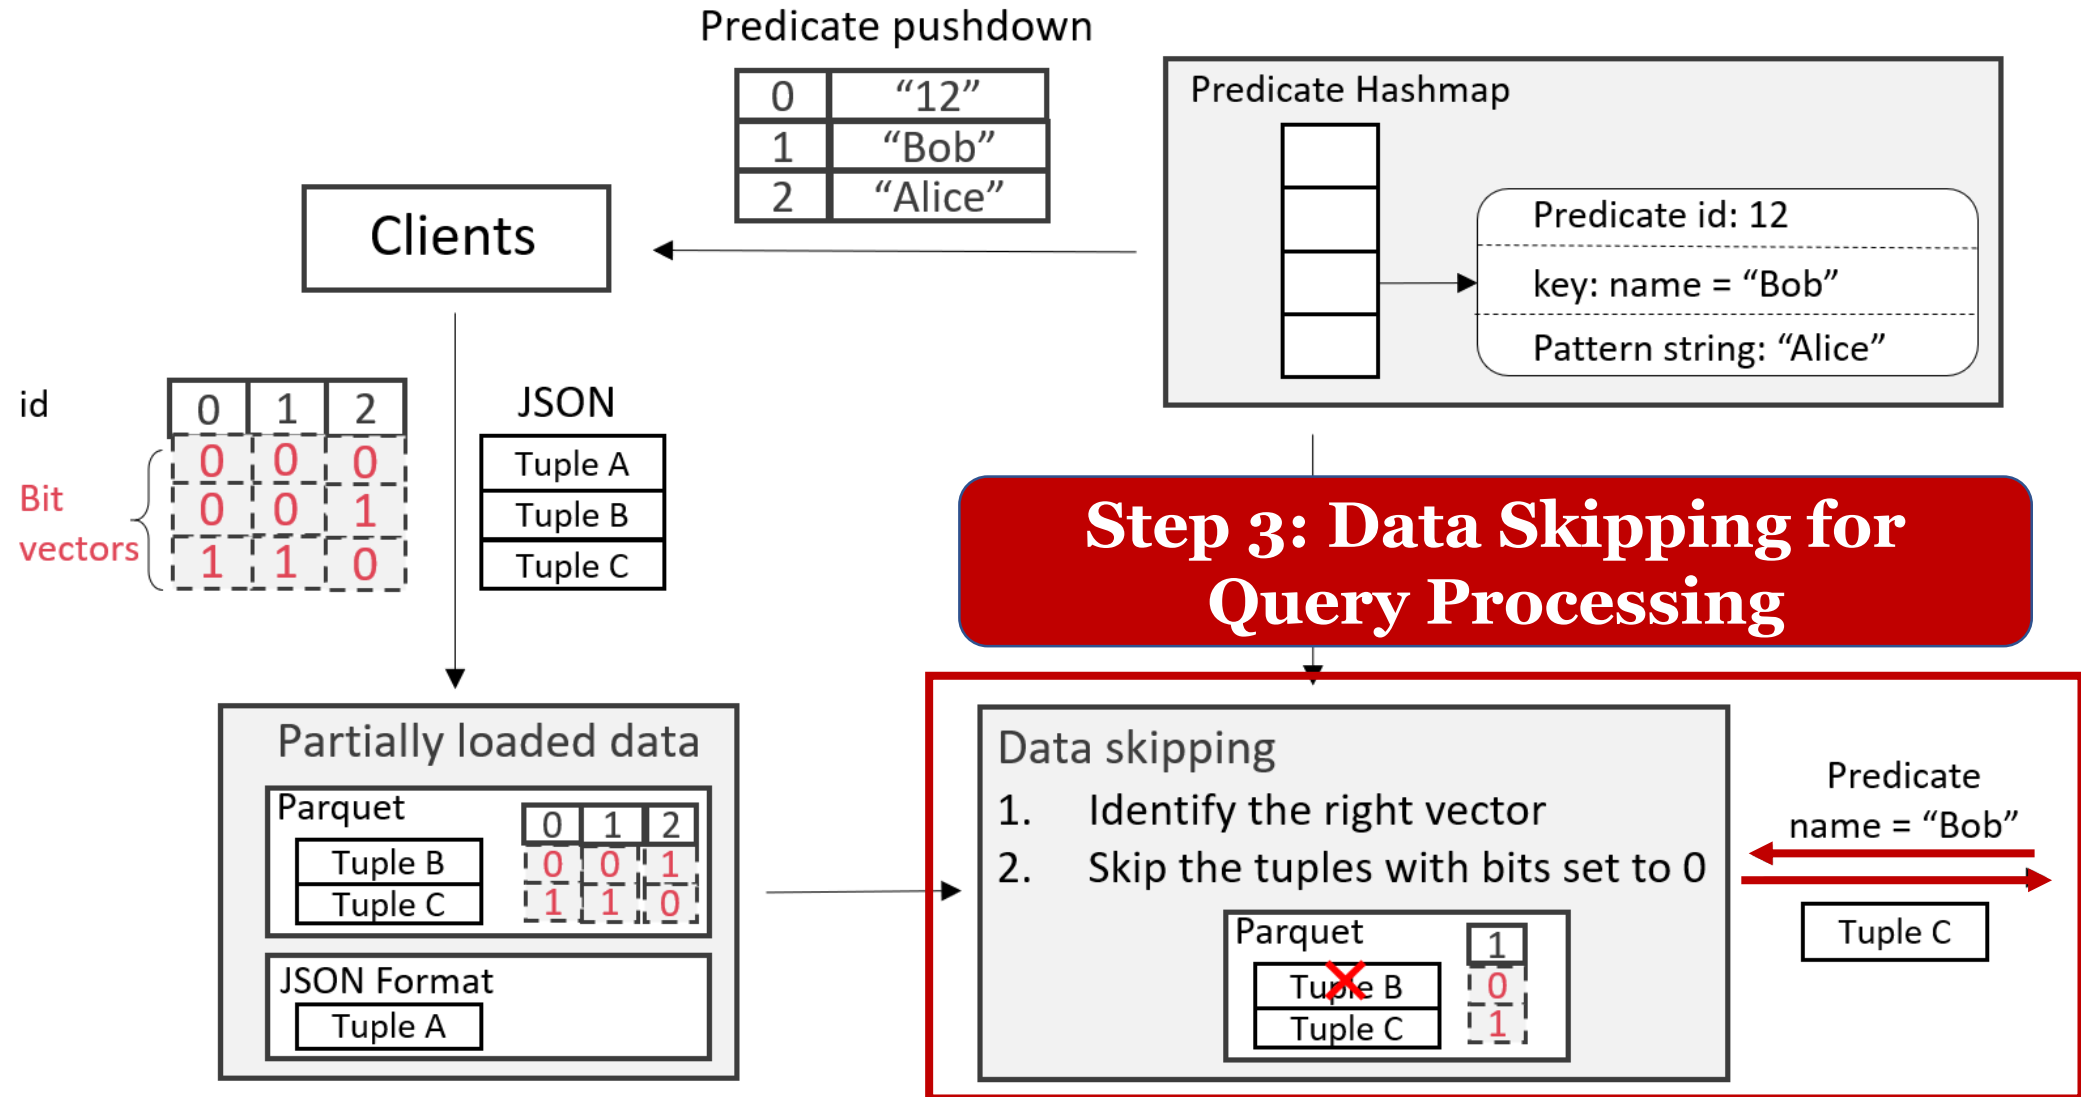 Predicate pushdown
0 “12”
1 “Bob”
2 “Alice”
Predicate Hashmap
Predicate id: 12
key: name = “Bob”
Pattern string: “Alice”
Clients
id
0 1 2
0 0 0
0 0 1
1 1 0
Bit
vectors
JSON
Tuple A
Tuple B
Tuple C
Step 3: Data Skipping for
Query Processing
Partially loaded data
Parquet
Tuple B
Tuple C
0 1 2
0 0 1
1 1 0
JSON Format
Tuple A
Data skipping
1. Identify the right vector
2. Skip the tuples with bits set to 0
Parquet
Tuple B
Tuple C
1
0
1
Predicate
name = “Bob”
Tuple C